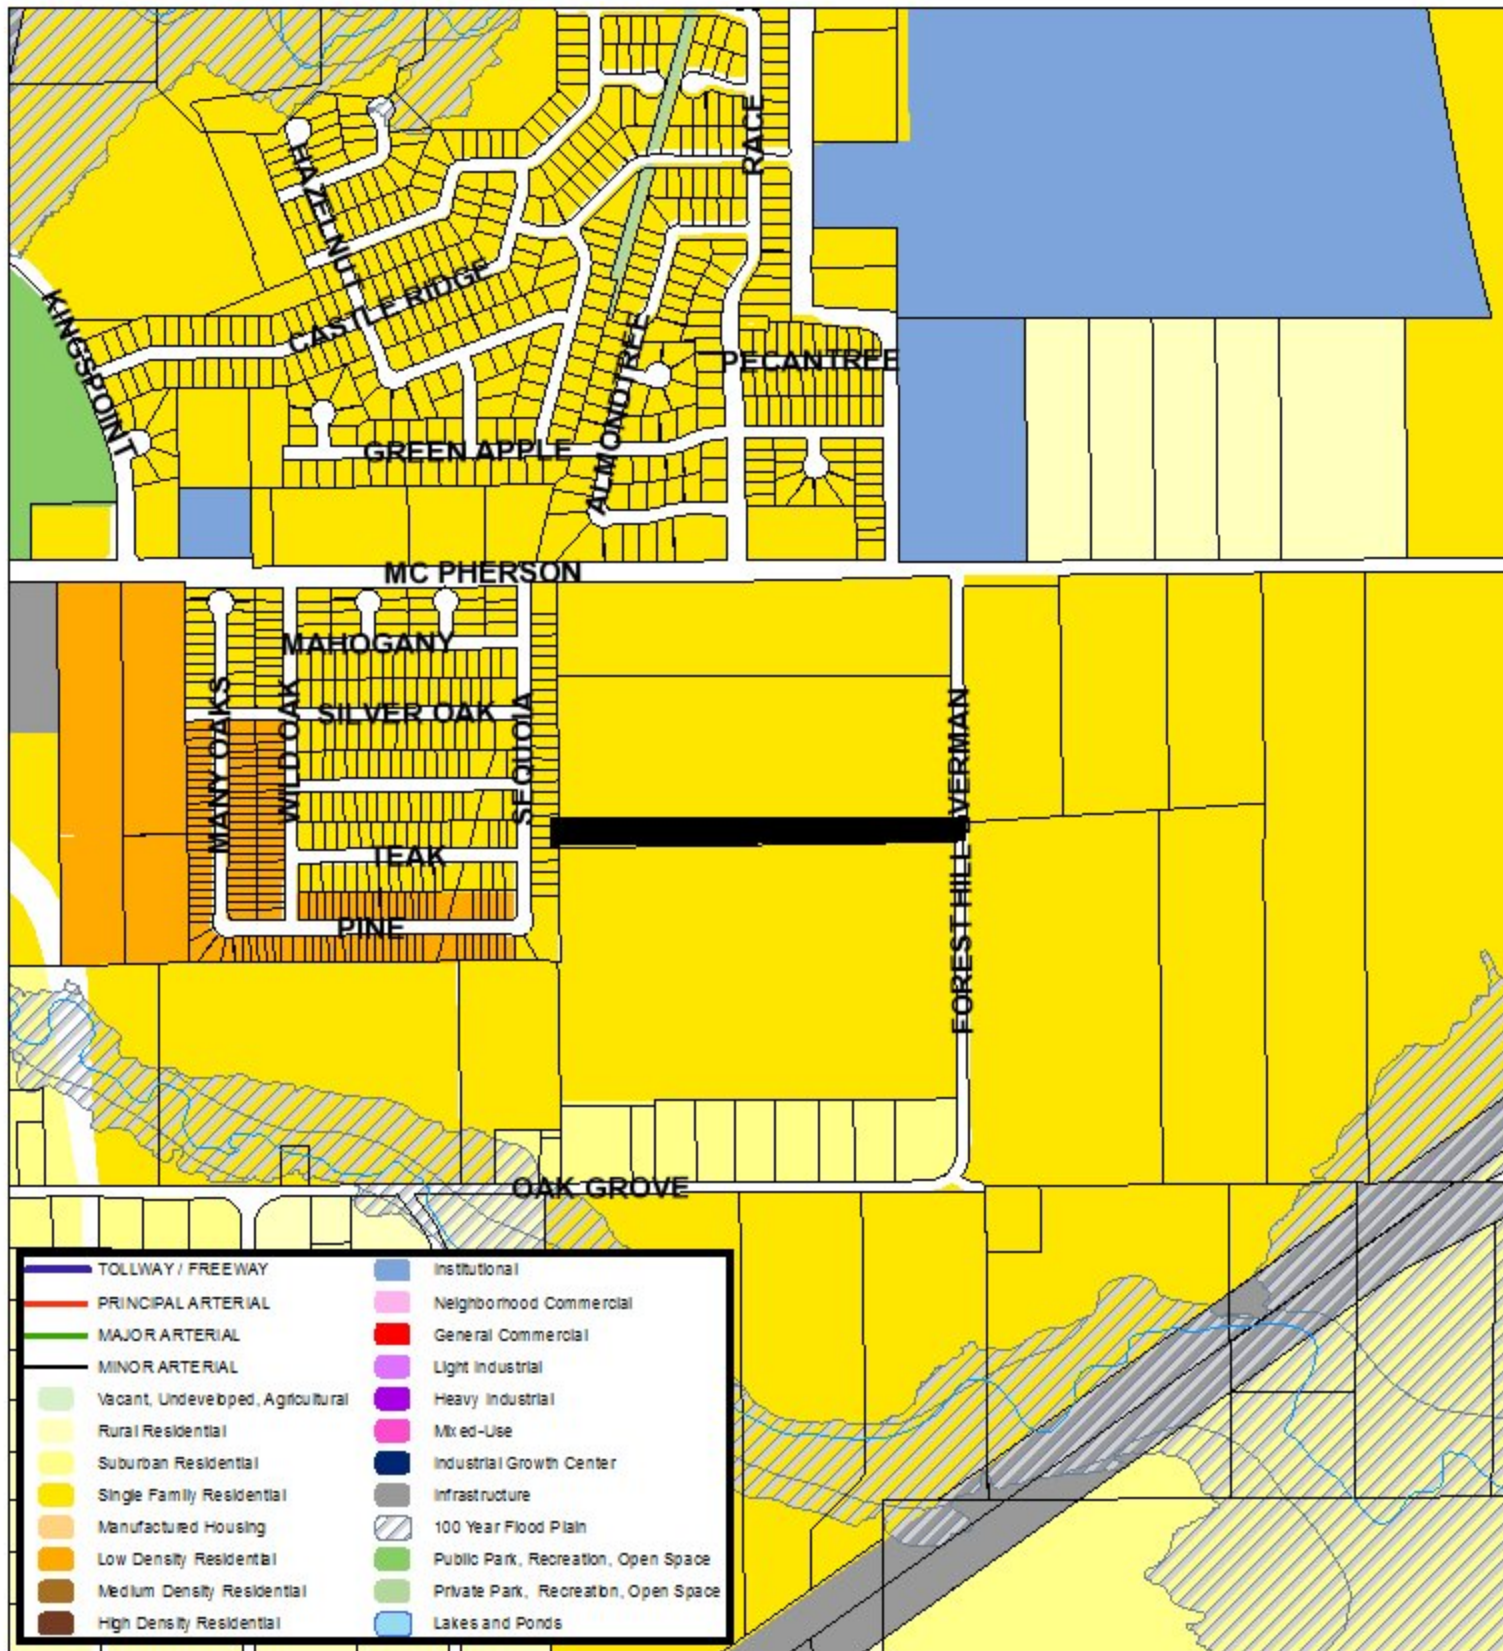 RACE
HAZELNUT
CASTLE RIDGE
KINGSPOINT
ALMONDTREE
PECANTREE
GREEN APPLE
MC PHERSON
MAHOGANY
MANY OAKS
WILD OAK
SILVER OAK
SEQUOIA
FOREST HILL EVERMAN
TEAK
PINE
OAK GROVE
TOLLWAY / FREEWAY
PRINCIPAL ARTERIAL
MAJOR ARTERIAL
MINOR ARTERIAL
Vacant, Undeveloped, Agricultural
Rural Residential
Suburban Residential
Single Family Residential
Manufactured Housing
Low Density Residential
Medium Density Residential
High Density Residential
Institutional
Neighborhood Commercial
General Commercial
Light Industrial
Heavy Industrial
Mixed-Use
Industrial Growth Center
Infrastructure
100 Year Flood Plain
Public Park, Recreation, Open Space
Private Park, Recreation, Open Space
Lakes and Ponds